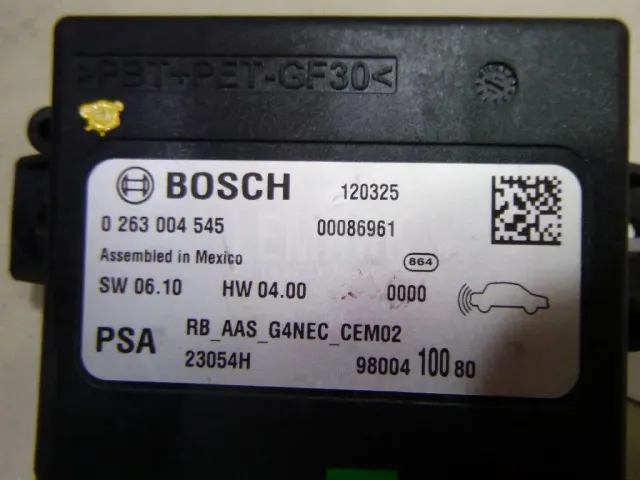 >PBT+PET-GF30<
BOSCH 120325
0 263 004 545 00086961
Assembled in Mexico 864
SW 06.10 HW 04.00 0000
PSA RB_AAS_G4NEC_CEM02
23054H 98004 100 80